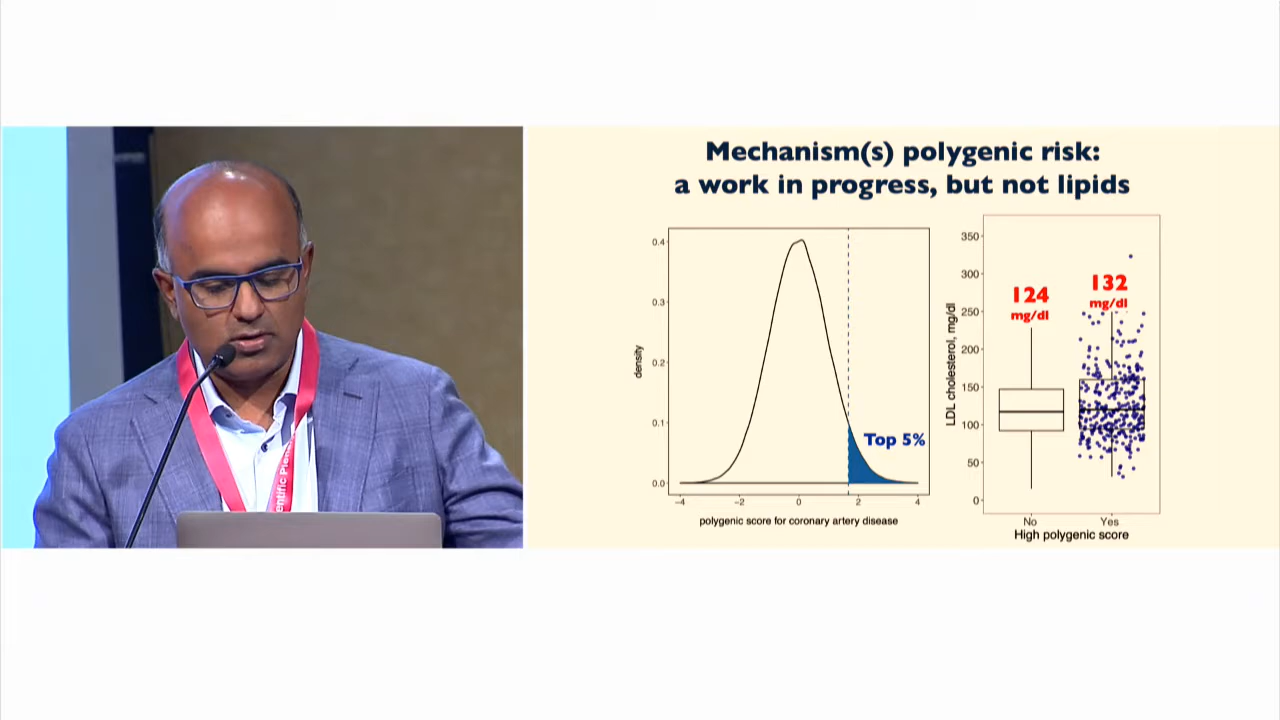 Mechanism(s) polygenic risk:
a work in progress, but not lipids
0.4
0.3
0.2
0.1
0.0
density
Top 5%
-4
-2
0
2
4
polygenic score for coronary artery disease
350
300
250
200
150
100
50
0
LDL cholesterol, mg/dl
124
mg/dl
132
mg/dl
No
Yes
High polygenic score